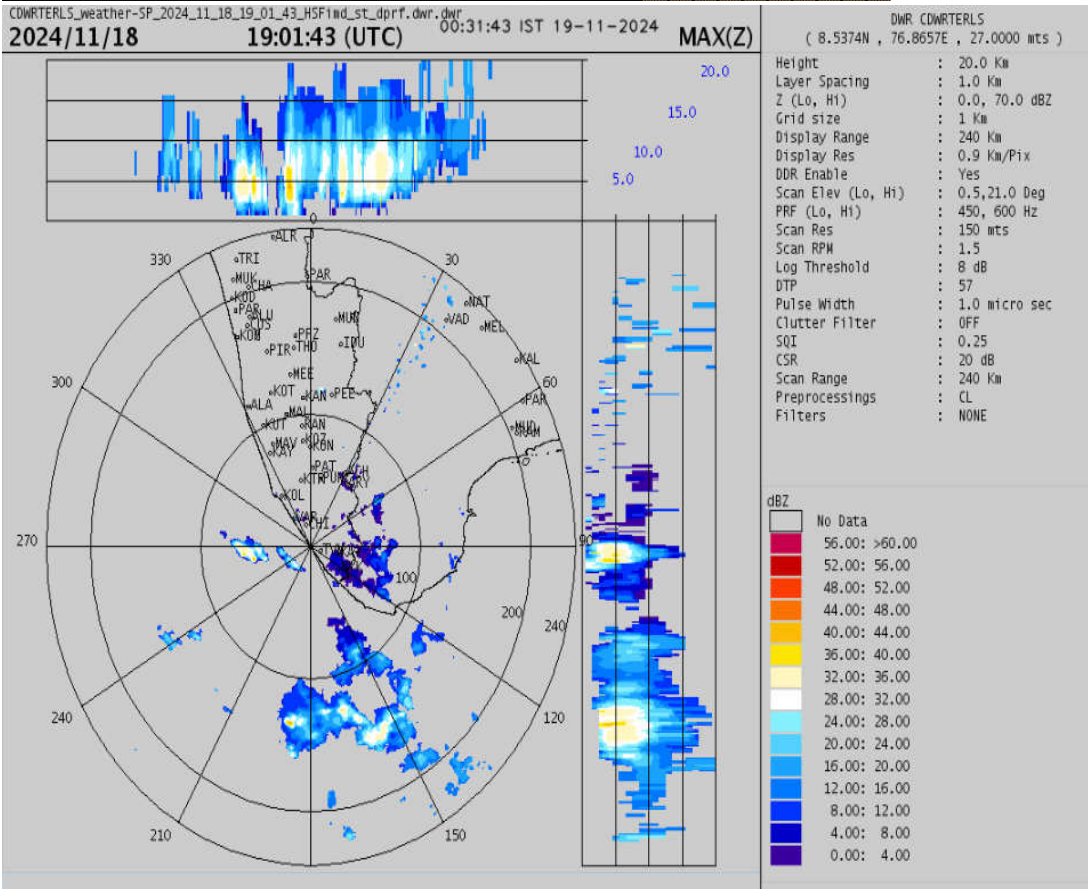 CDWRTERLS_weather-SP_2024_11_18_19_01_43_HSFimd_st_dprf.dwr.dwr
2024/11/18 19:01:43 (UTC) 00:31:43 IST 19-11-2024 MAX(Z)
20.0
15.0
10.0
5.0
0
330
30
300
60
270
90
100
200
240
240
120
210
150
ALR
TRI
PAR
MUK
CHA
KOD
NAT
PAR
VAD
MEL
PIR
THO
IDU
KAL
MEE
KOT
KAN
PEE
PAR
ALA
MAL
KUT
RAN
MAV
KAY
KON
PAT
KOL
DWR CDWRTERLS
( 8.5374N , 76.8657E , 27.0000 mts )
Height : 20.0 Km
Layer Spacing : 1.0 Km
Z (Lo, Hi) : 0.0, 70.0 dBZ
Grid size : 1 Km
Display Range : 240 Km
Display Res : 0.9 Km/Pix
DDR Enable : Yes
Scan Elev (Lo, Hi) : 0.5,21.0 Deg
PRF (Lo, Hi) : 450, 600 Hz
Scan Res : 150 mts
Scan RPM : 1.5
Log Threshold : 8 dB
DTP : 57
Pulse Width : 1.0 micro sec
Clutter Filter : OFF
SQI : 0.25
CSR : 20 dB
Scan Range : 240 Km
Preprocessings : CL
Filters : NONE
dBZ
No Data
56.00: >60.00
52.00: 56.00
48.00: 52.00
44.00: 48.00
40.00: 44.00
36.00: 40.00
32.00: 36.00
28.00: 32.00
24.00: 28.00
20.00: 24.00
16.00: 20.00
12.00: 16.00
8.00: 12.00
4.00: 8.00
0.00: 4.00